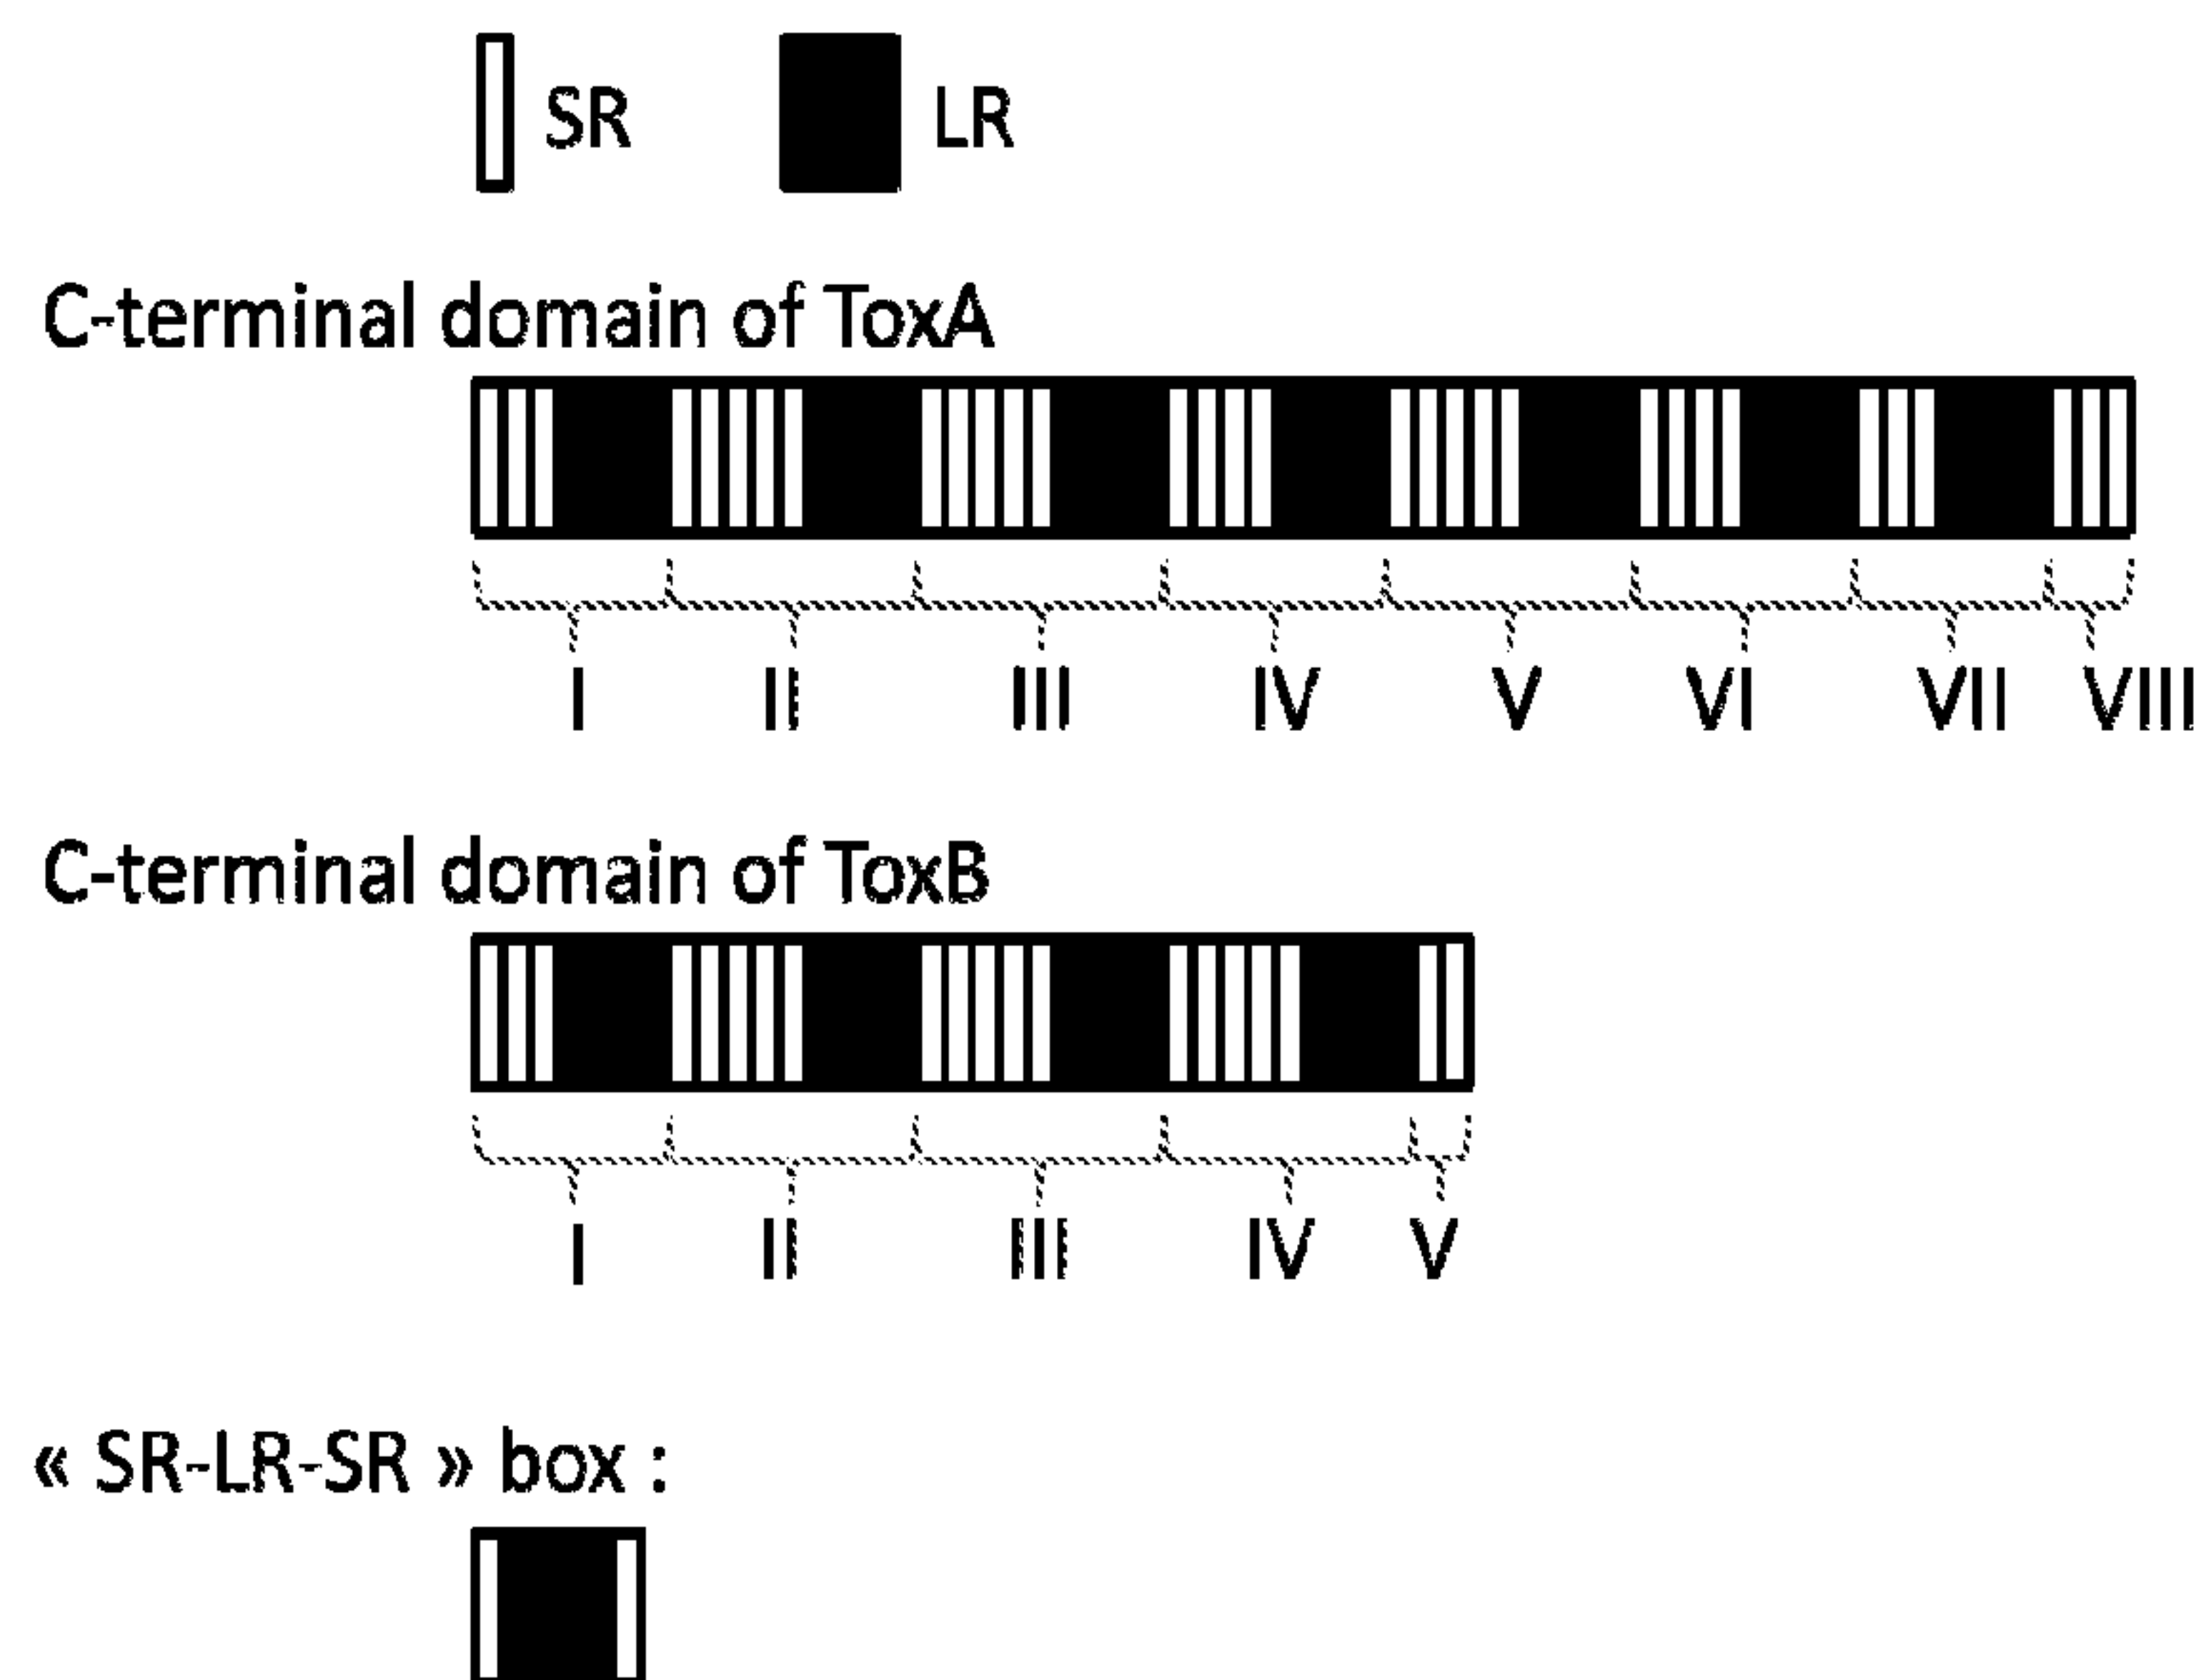 SR LR
C-terminal domain of ToxA
I II III IV V VI VII VIII
C-terminal domain of ToxB
I II III IV V
« SR-LR-SR » box :